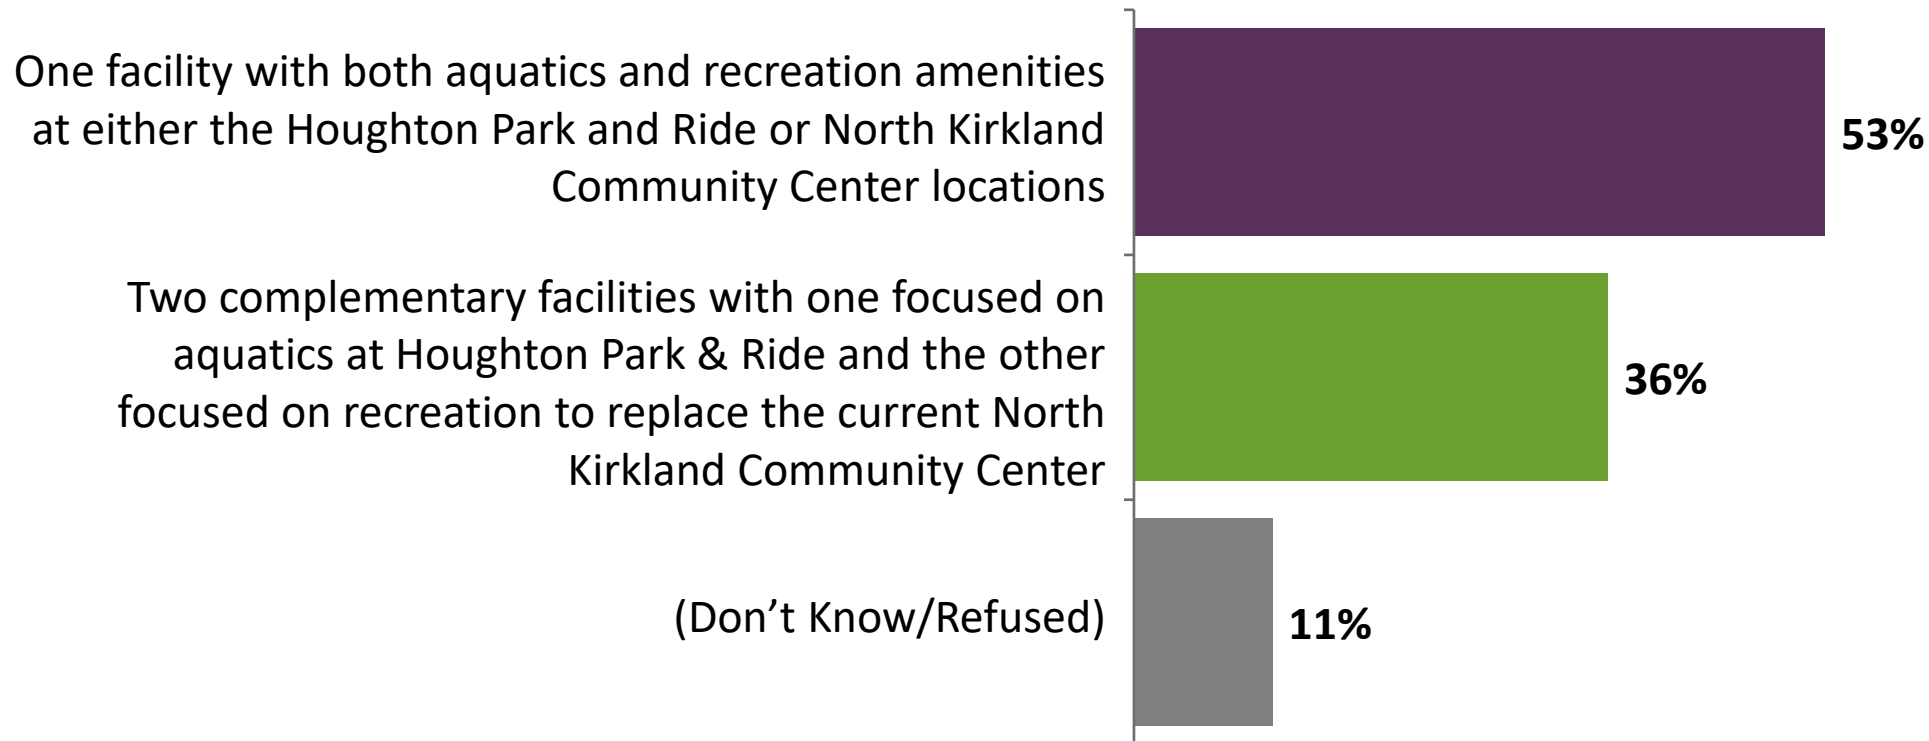 One facility with both aquatics and recreation amenities
at either the Houghton Park and Ride or North Kirkland
Community Center locations
53%
Two complementary facilities with one focused on
aquatics at Houghton Park & Ride and the other
focused on recreation to replace the current North
Kirkland Community Center
36%
(Don’t Know/Refused)
11%